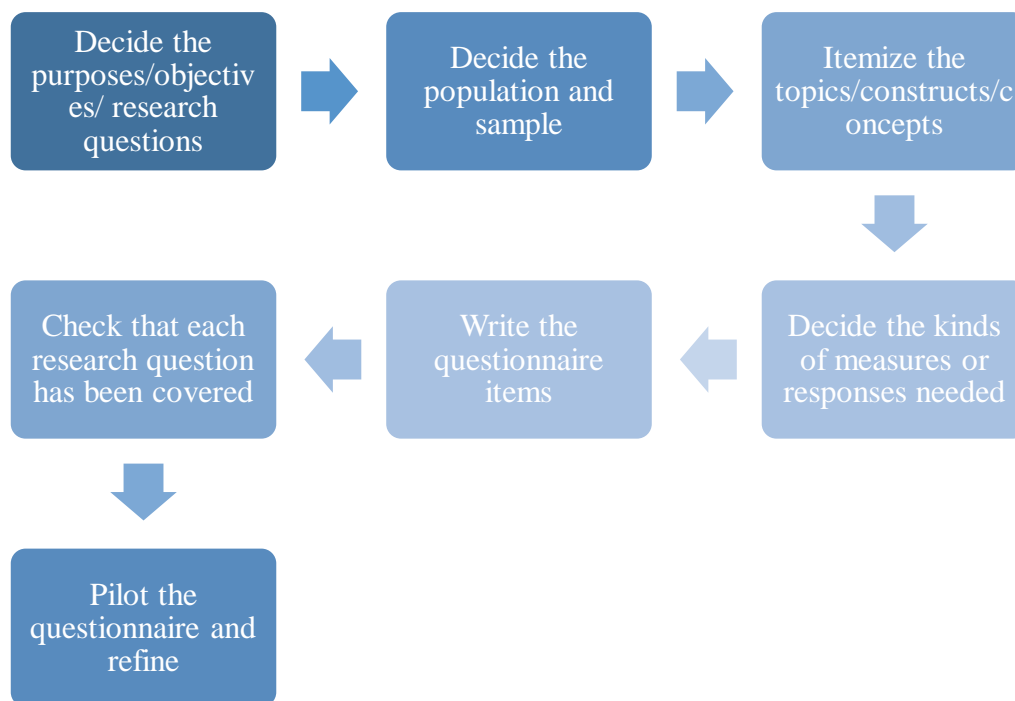 Decide the
purposes/objectiv
es/ research
questions
Decide the
population and
sample
Itemize the
topics/constructs/c
oncepts
Decide the kinds
of measures or
responses needed
Write the
questionnaire
items
Check that each
research question
has been covered
Pilot the
questionnaire and
refine